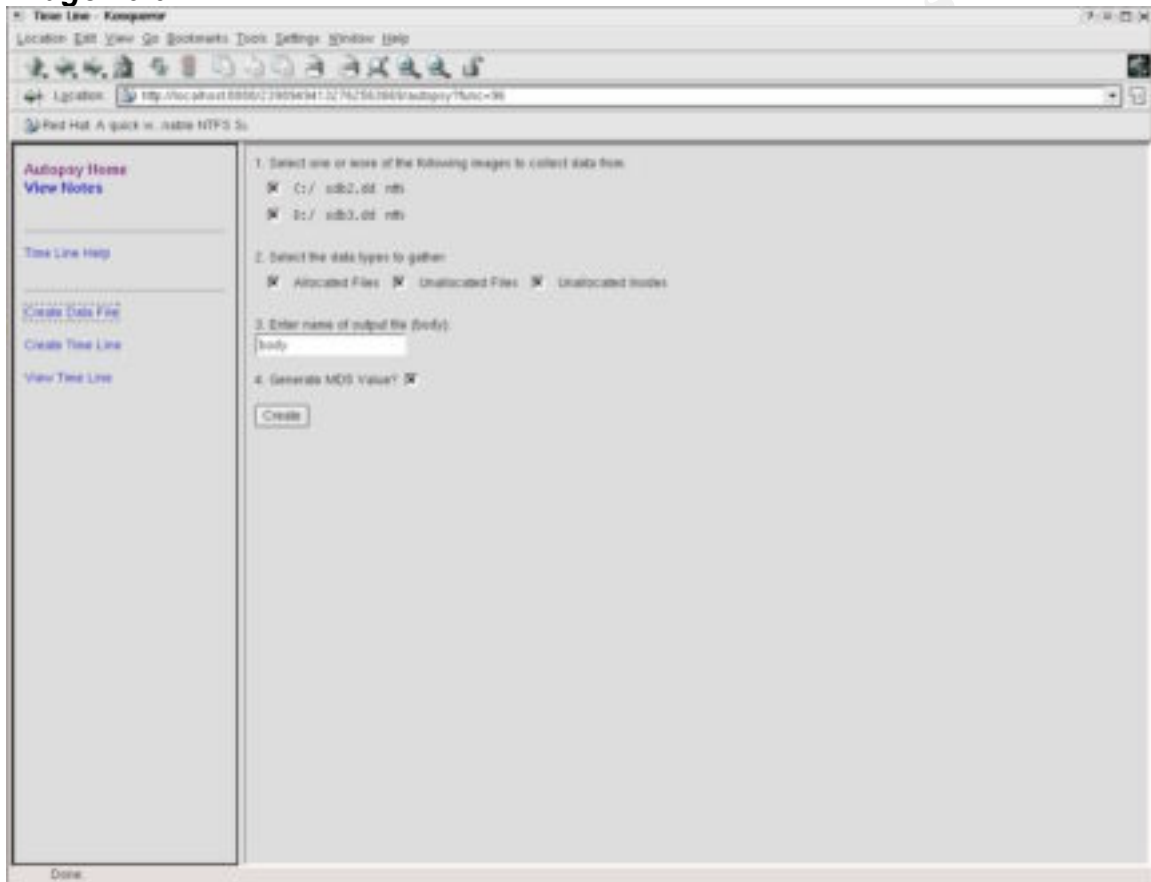 Time Line - Konqueror
Location Edit View Go Bookmarks Tools Settings Window Help
Location:
Red Hat A quick w. nable NTFS Su
Autopsy Home
View Notes
Time Line Help
Create Data File
Create Time Line
View Time Line
1. Select one or more of the following images to collect data from:
C:/ sdb2.dd ntfs
D:/ sdb3.dd ntfs
2. Select the data types to gather:
Allocated Files Unallocated Files Unallocated Inodes
3. Enter name of output file (body):
body
4. Generate MD5 Value?
Create
Done.